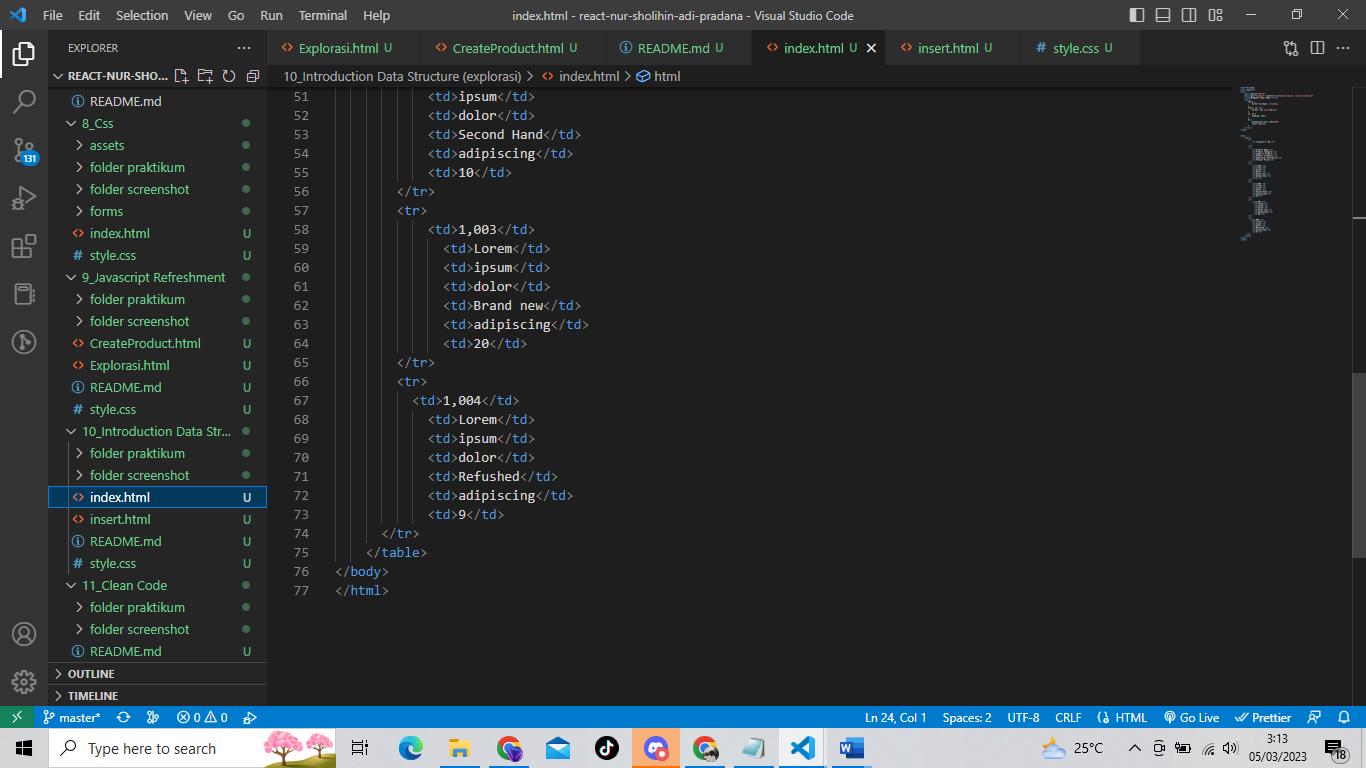 File Edit Selection View Go Run Terminal Help
index.html - react-nur-sholihin-adi-pradana - Visual Studio Code
EXPLORER
Explorasi.html U
CreateProduct.html U
README.md U
index.html U
insert.html U
style.css U
REACT-NUR-SHO...
10_Introduction Data Structure (explorasi) > index.html > html
README.md
8_Css
assets
folder praktikum
folder screenshot
forms
index.html U
style.css U
9_Javascript Refreshment
folder praktikum
folder screenshot
CreateProduct.html U
Explorasi.html U
README.md U
style.css U
10_Introduction Data Str...
folder praktikum
folder screenshot
index.html U
insert.html U
README.md U
style.css U
11_Clean Code
folder praktikum
folder screenshot
README.md U
OUTLINE
TIMELINE
131
51 <td>ipsum</td>
52 <td>dolor</td>
53 <td>Second Hand</td>
54 <td>adipiscing</td>
55 <td>10</td>
56 </tr>
57 <tr>
58 <td>1,003</td>
59 <td>Lorem</td>
60 <td>ipsum</td>
61 <td>dolor</td>
62 <td>Brand new</td>
63 <td>adipiscing</td>
64 <td>20</td>
65 </tr>
66 <tr>
67 <td>1,004</td>
68 <td>Lorem</td>
69 <td>ipsum</td>
70 <td>dolor</td>
71 <td>Refushed</td>
72 <td>adipiscing</td>
73 <td>9</td>
74 </tr>
75 </table>
76 </body>
77 </html>
master* 0 0 Ln 24, Col 1 Spaces: 2 UTF-8 CRLF HTML Go Live Prettier
Type here to search
25°C
3:13
05/03/2023
18